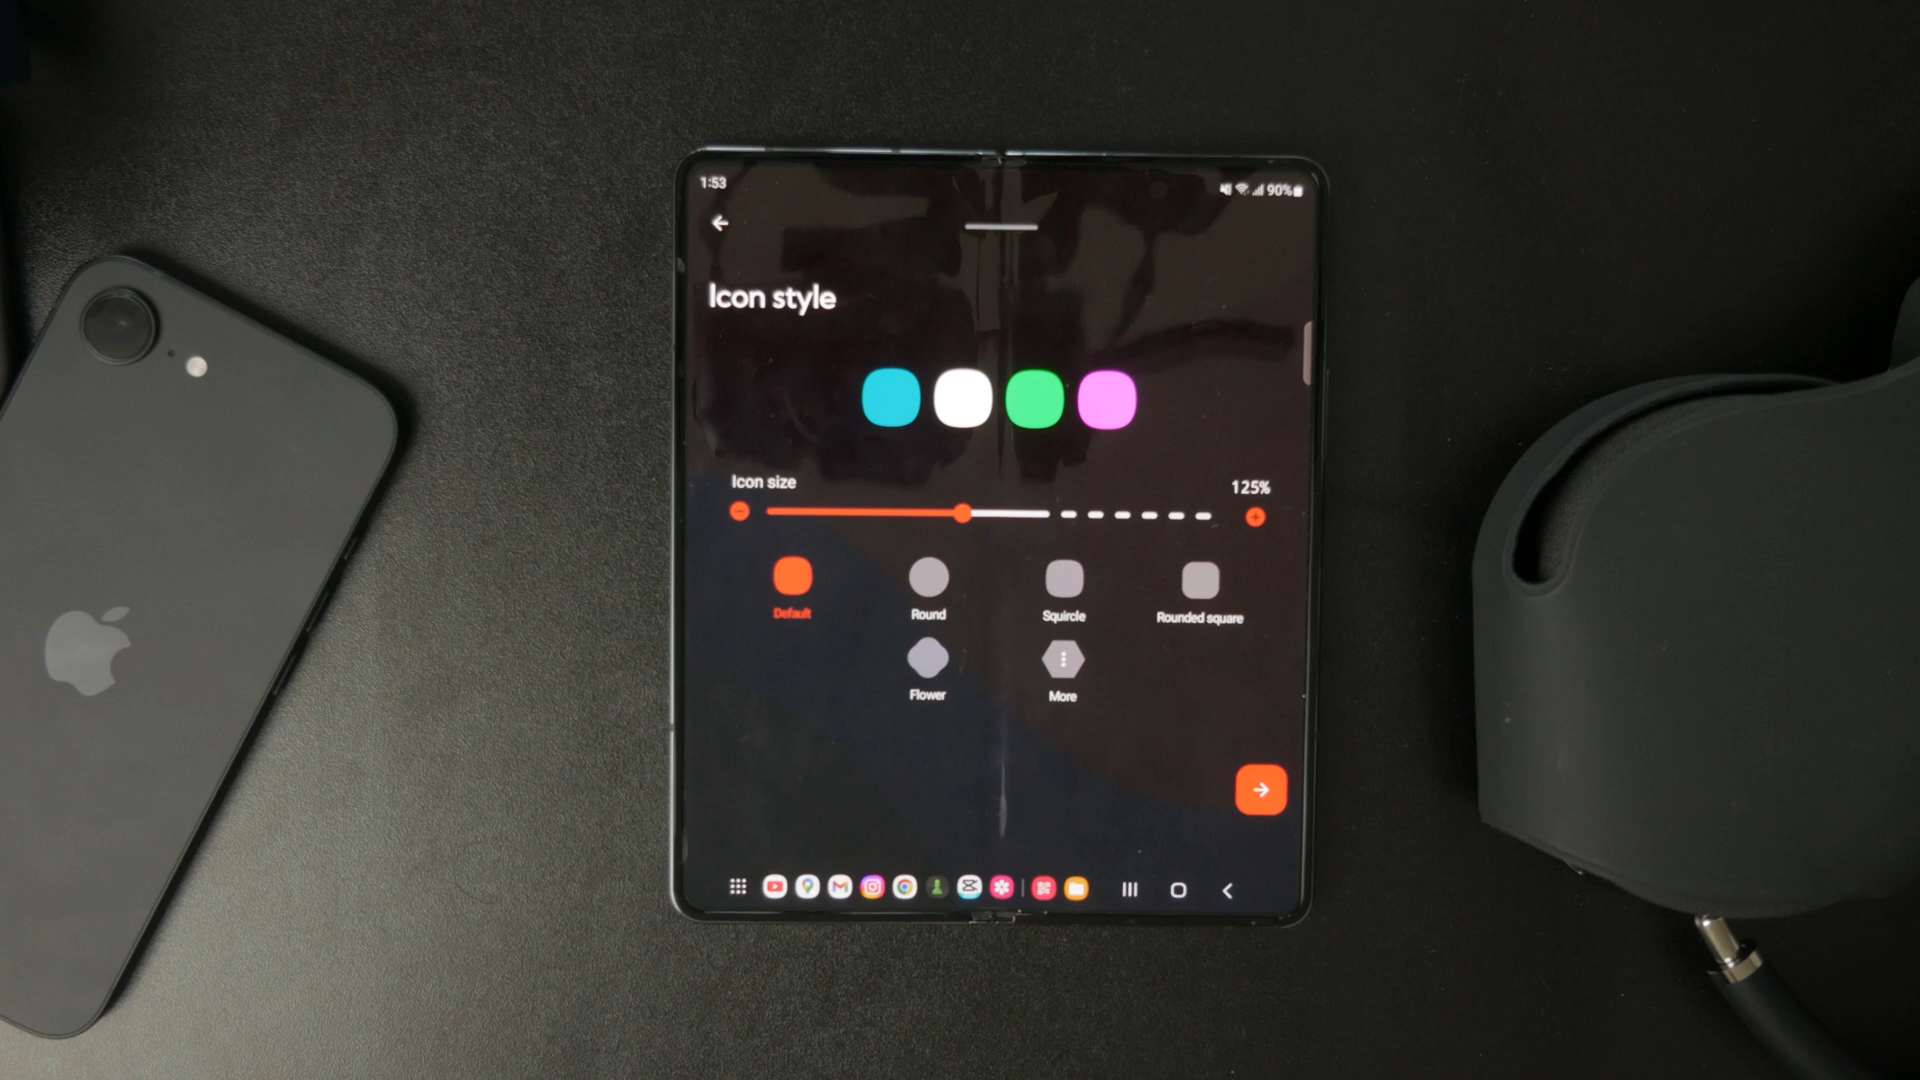 1:53
90%
Icon style
Icon size
125%
Default
Round
Squircle
Rounded square
Flower
More